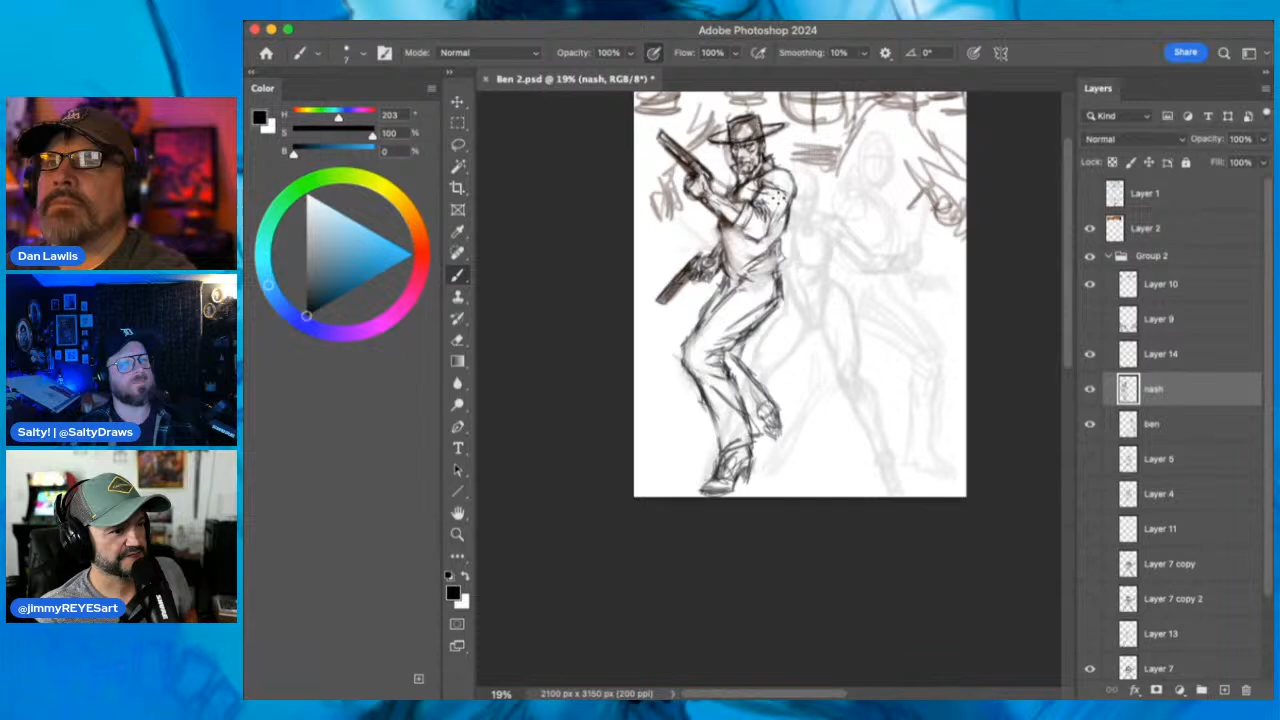 Adobe Photoshop 2024
7
Mode: Normal
Opacity: 100%
Flow: 100%
Smoothing: 10%
0°
Share
Color
Ben 2.psd @ 19% (nash, RGB/8*) *
Layers
H 203 °
S 100 %
B 0 %
Kind
Normal
Opacity: 100%
Lock:
Fill: 100%
Layer 1
Layer 2
Group 2
Layer 10
Layer 9
Layer 14
nash
ben
Layer 5
Layer 4
Layer 11
Layer 7 copy
Layer 7 copy 2
Layer 13
Layer 7
19%
2100 px x 3150 px (200 ppi)
Dan Lawlis
Salty! | @SaltyDraws
@jimmyREYESart